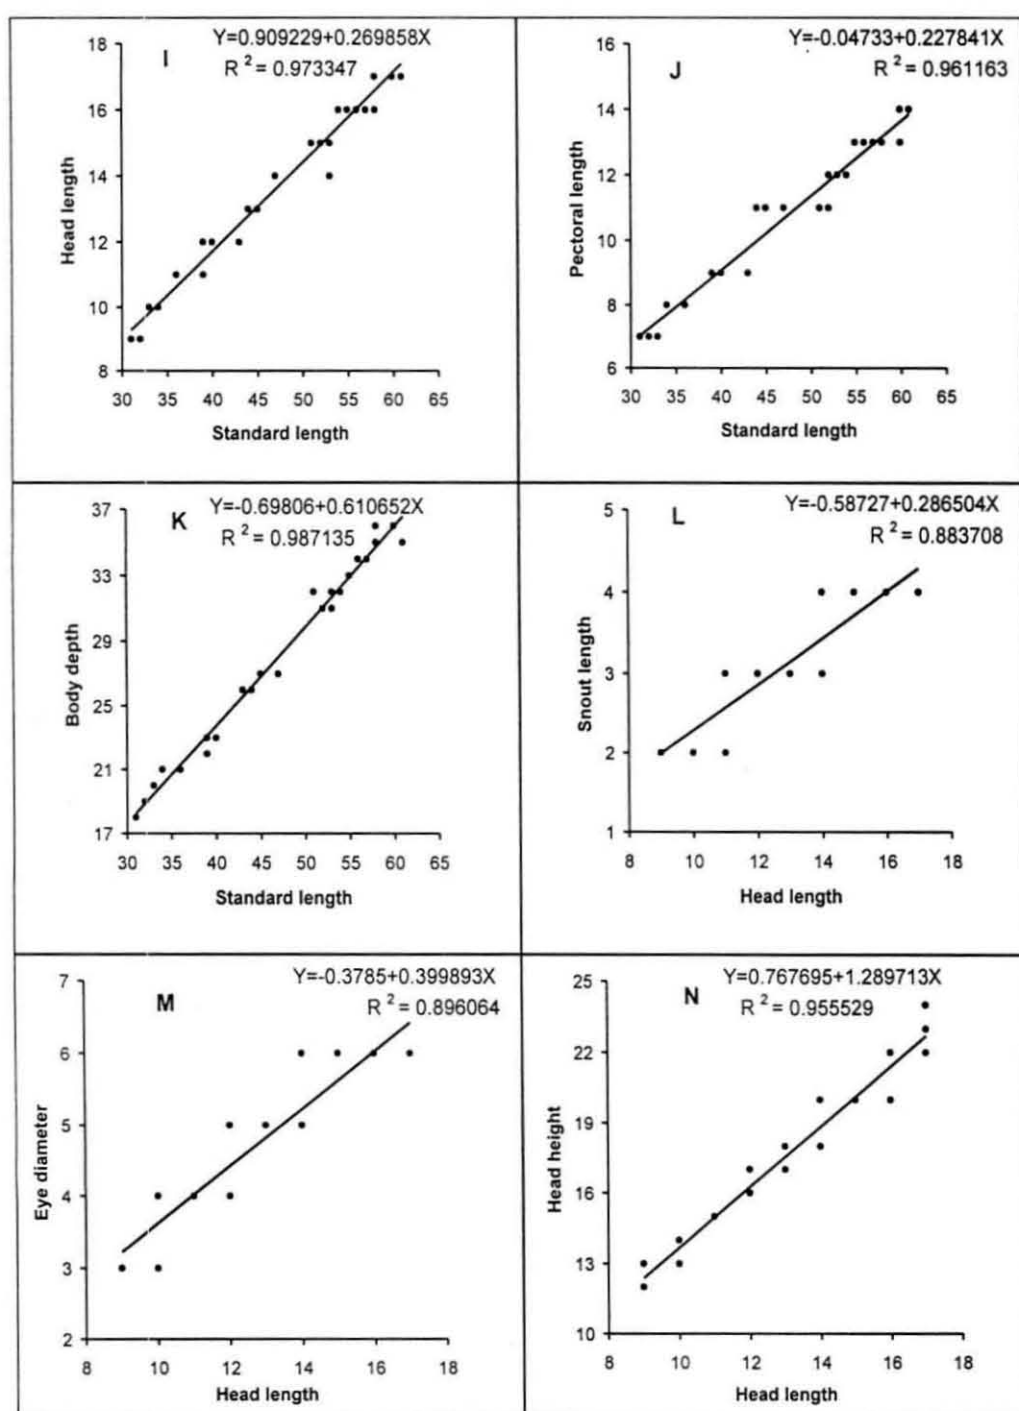 I
Y=0.909229+0.269858X
R 2 = 0.973347
18
16
14
12
10
8
Head length
30 35 40 45 50 55 60 65
Standard length
J
Y=-0.04733+0.227841X
R 2 = 0.961163
16
14
12
10
8
6
Pectoral length
30 35 40 45 50 55 60 65
Standard length
K
Y=-0.69806+0.610652X
R 2 = 0.987135
37
33
29
25
21
17
Body depth
30 35 40 45 50 55 60 65
Standard length
L
Y=-0.58727+0.286504X
R 2 = 0.883708
5
4
3
2
1
Snout length
8 10 12 14 16 18
Head length
M
Y=-0.3785+0.399893X
R 2 = 0.896064
7
6
5
4
3
2
Eye diameter
8 10 12 14 16 18
Head length
N
Y=0.767695+1.289713X
R 2 = 0.955529
25
22
19
16
13
10
Head height
8 10 12 14 16 18
Head length